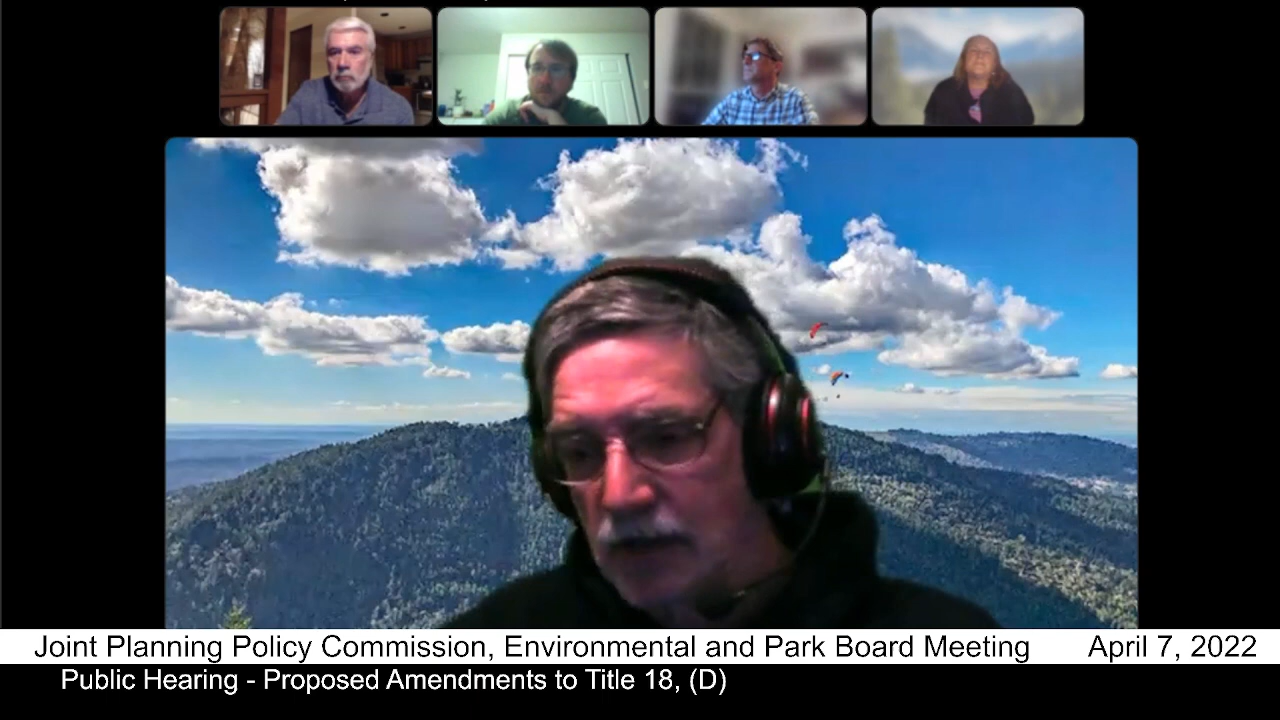 Joint Planning Policy Commission, Environmental and Park Board Meeting April 7, 2022
Public Hearing - Proposed Amendments to Title 18, (D)